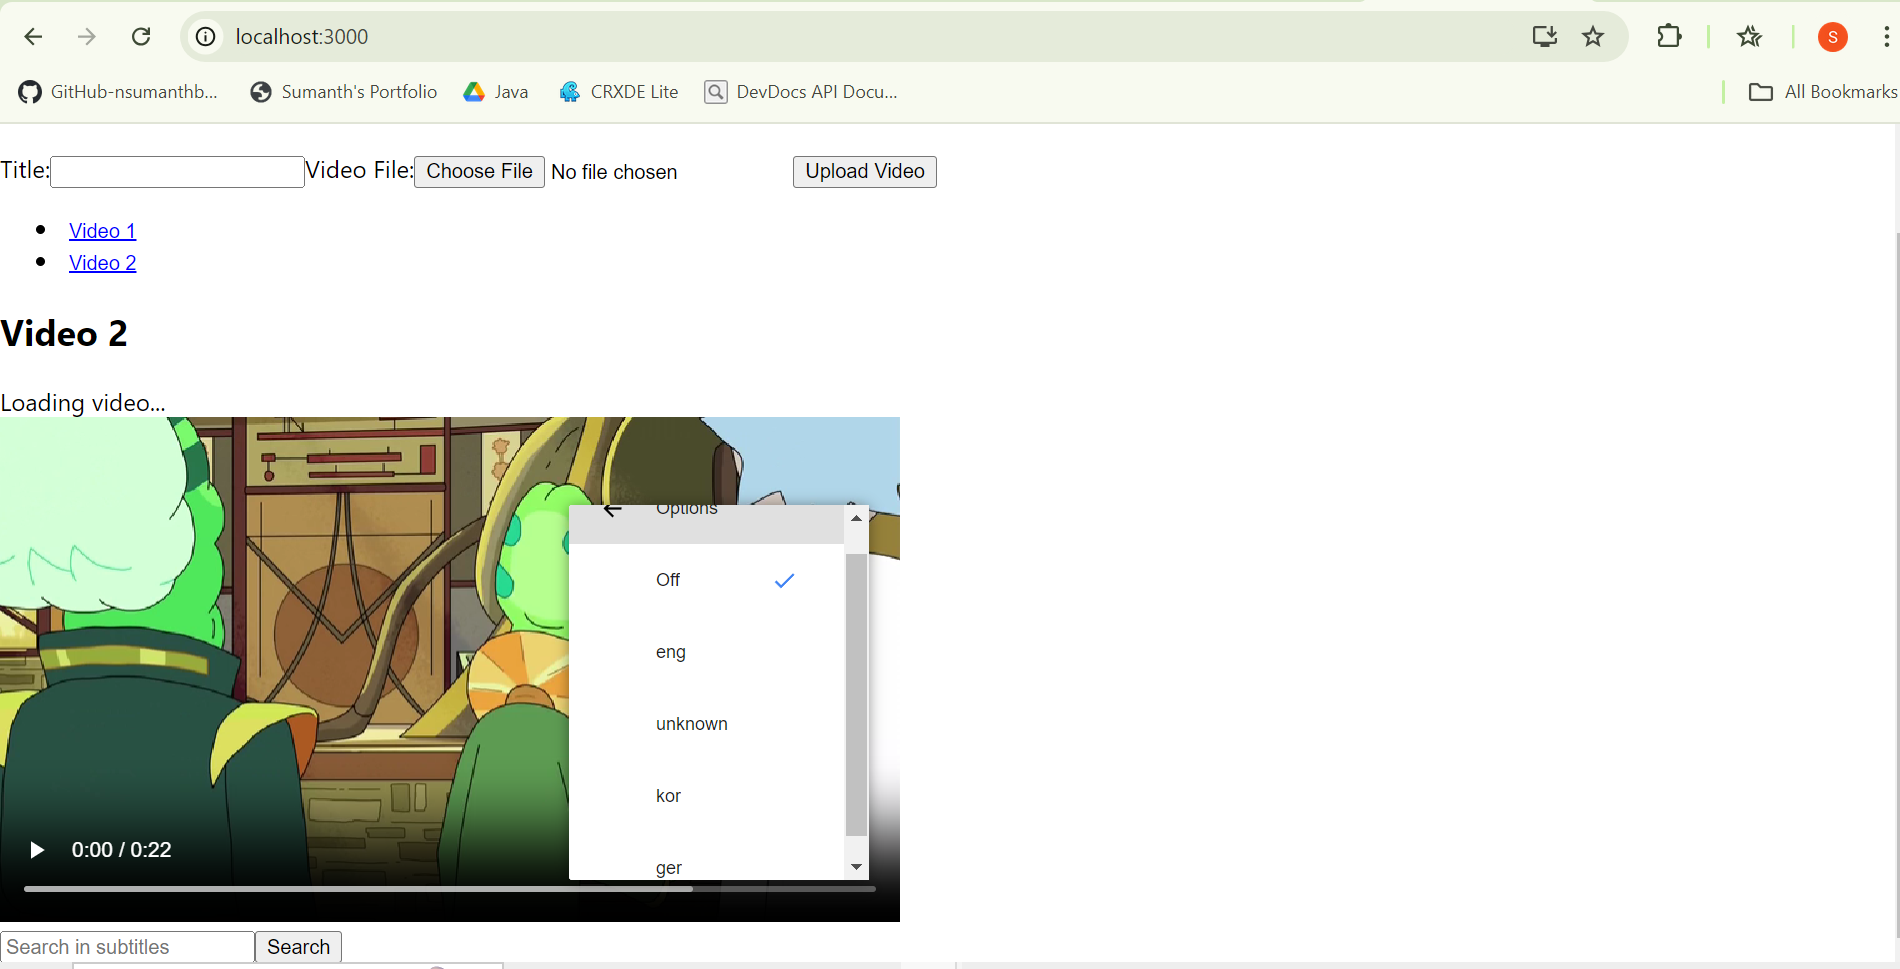 localhost:3000
S
GitHub-nsumanthb...
Sumanth's Portfolio
Java
CRXDE Lite
DevDocs API Docu...
All Bookmarks
Title:
Video File: Choose File No file chosen
Upload Video
Video 1
Video 2
Video 2
Loading video...
Options
Off
eng
unknown
kor
ger
0:00 / 0:22
Search in subtitles
Search